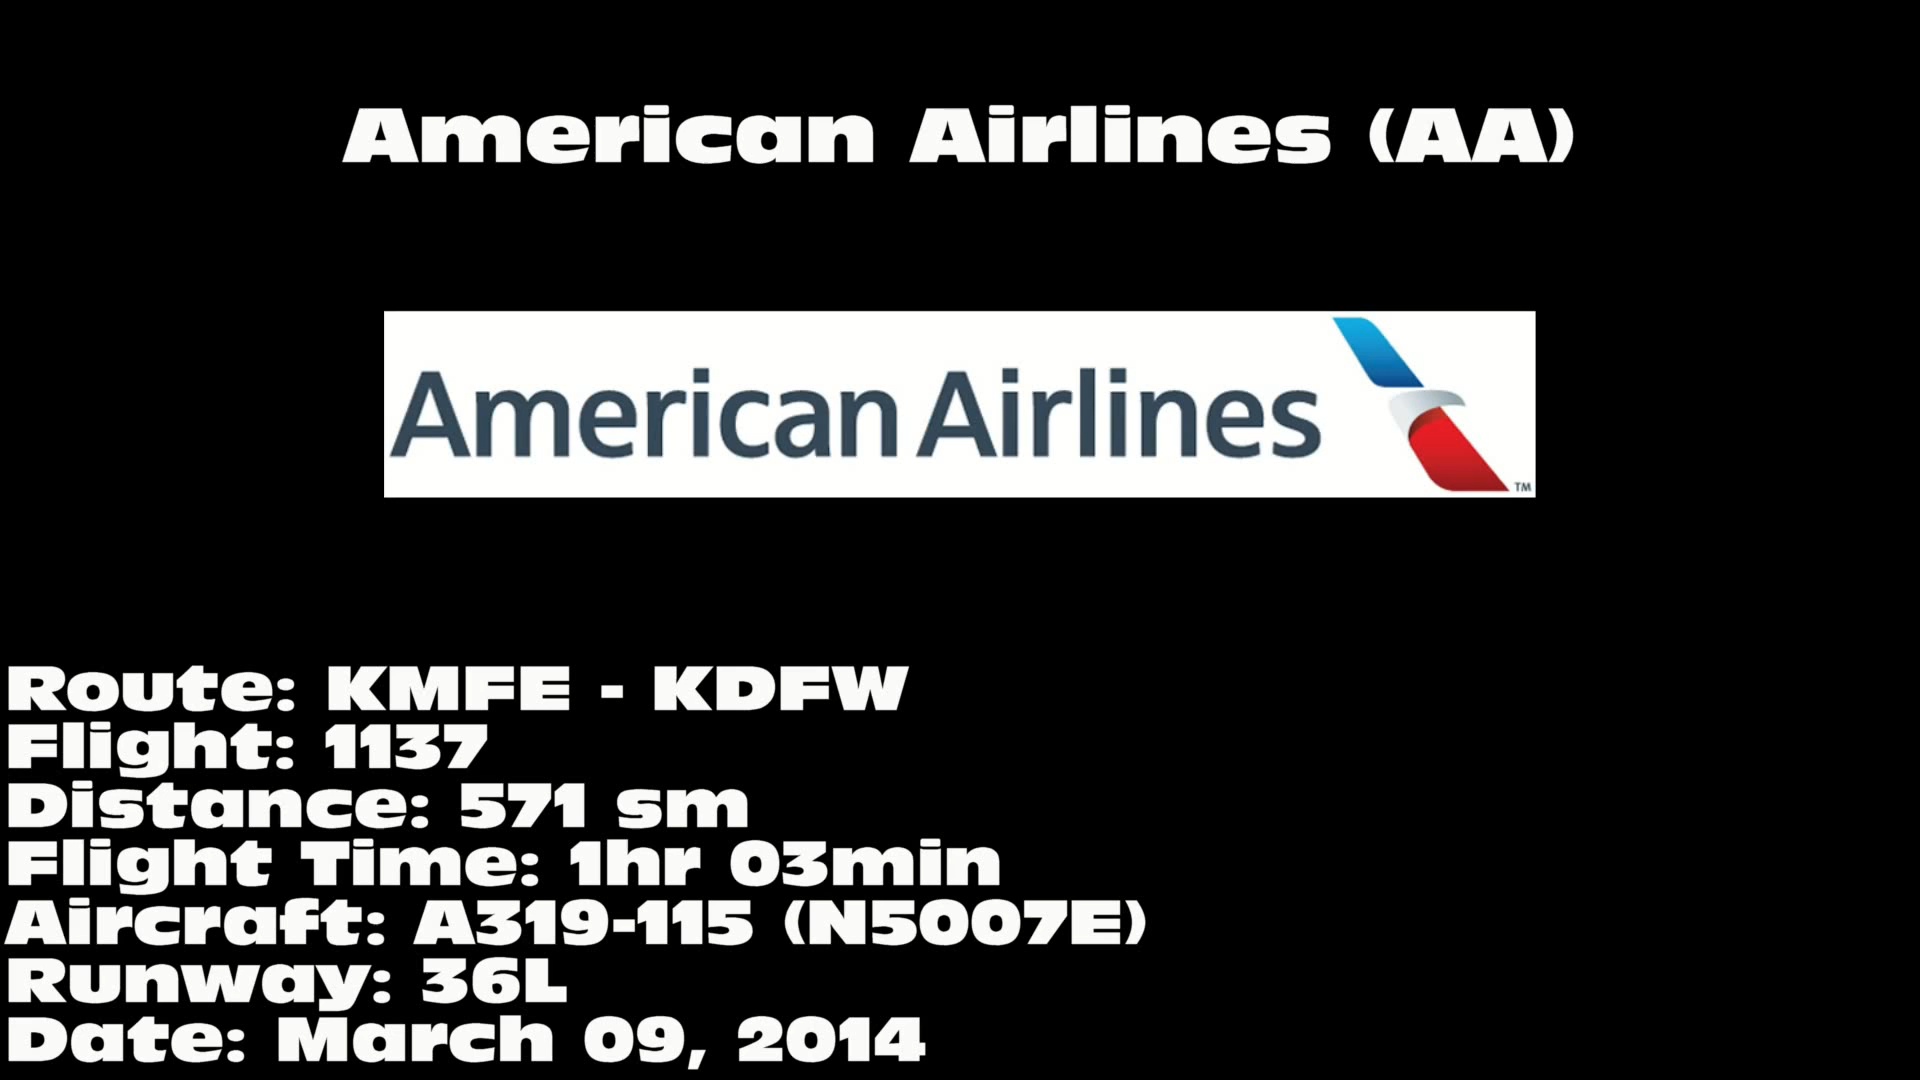 American Airlines (AA)
American Airlines
TM
Route: KMFE - KDFW
Flight: 1137
Distance: 571 sm
Flight Time: 1hr 03min
Aircraft: A319-115 (N5007E)
Runway: 36L
Date: March 09, 2014